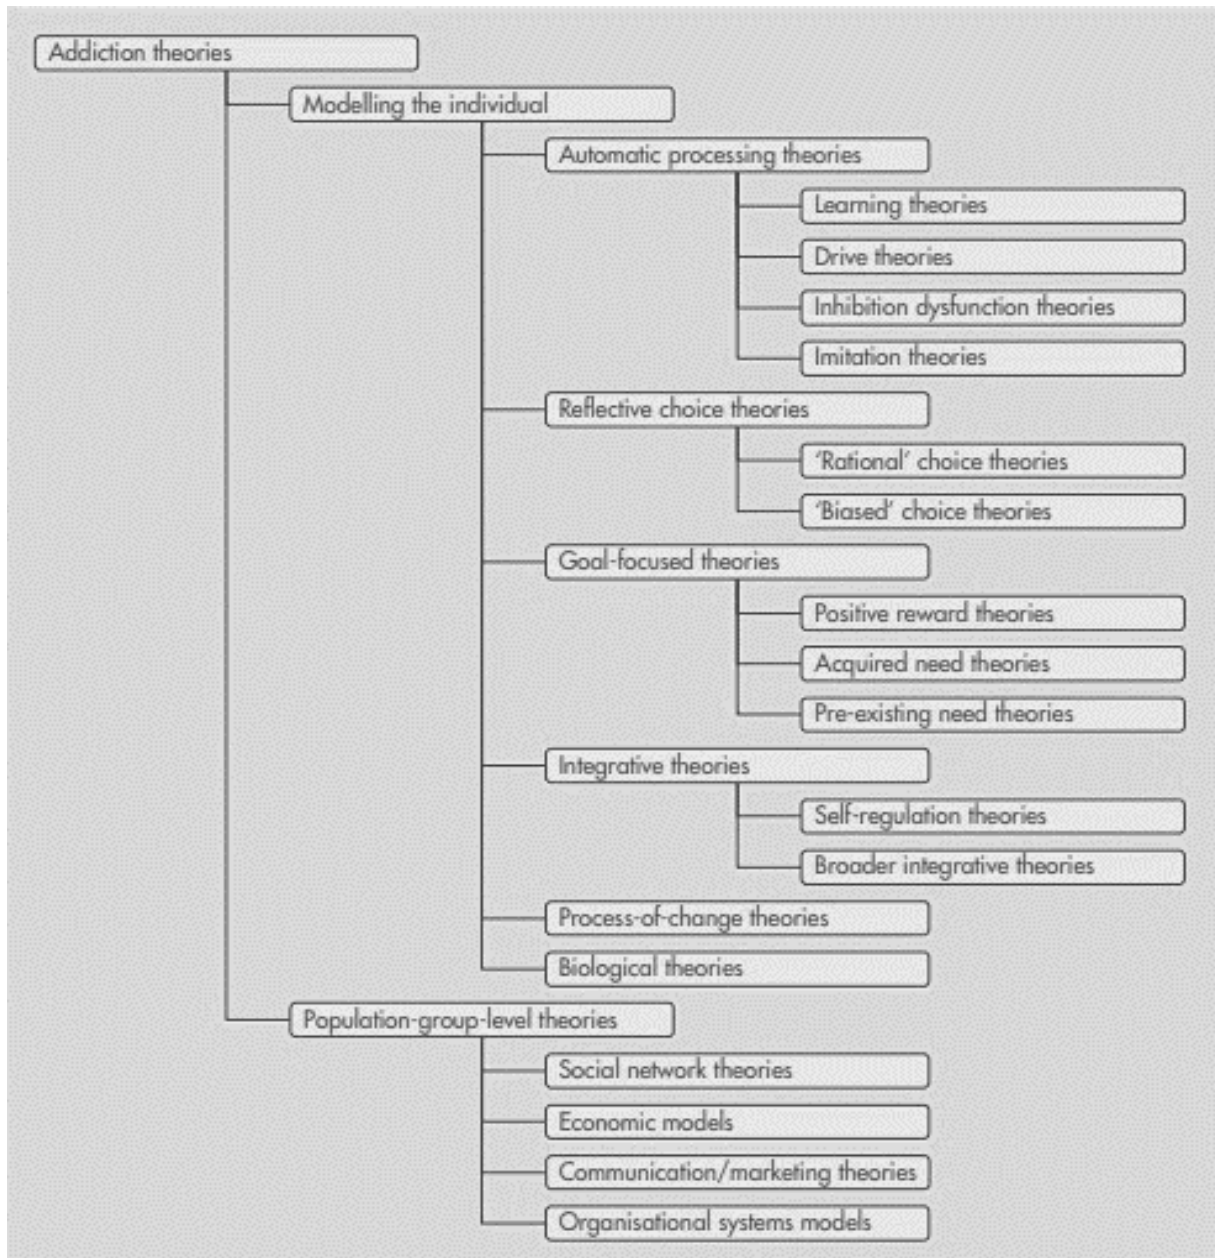 Addiction theories
Modelling the individual
Automatic processing theories
Learning theories
Drive theories
Inhibition dysfunction theories
Imitation theories
Reflective choice theories
‘Rational’ choice theories
‘Biased’ choice theories
Goal-focused theories
Positive reward theories
Acquired need theories
Pre-existing need theories
Integrative theories
Self-regulation theories
Broader integrative theories
Process-of-change theories
Biological theories
Population-group-level theories
Social network theories
Economic models
Communication/marketing theories
Organisational systems models